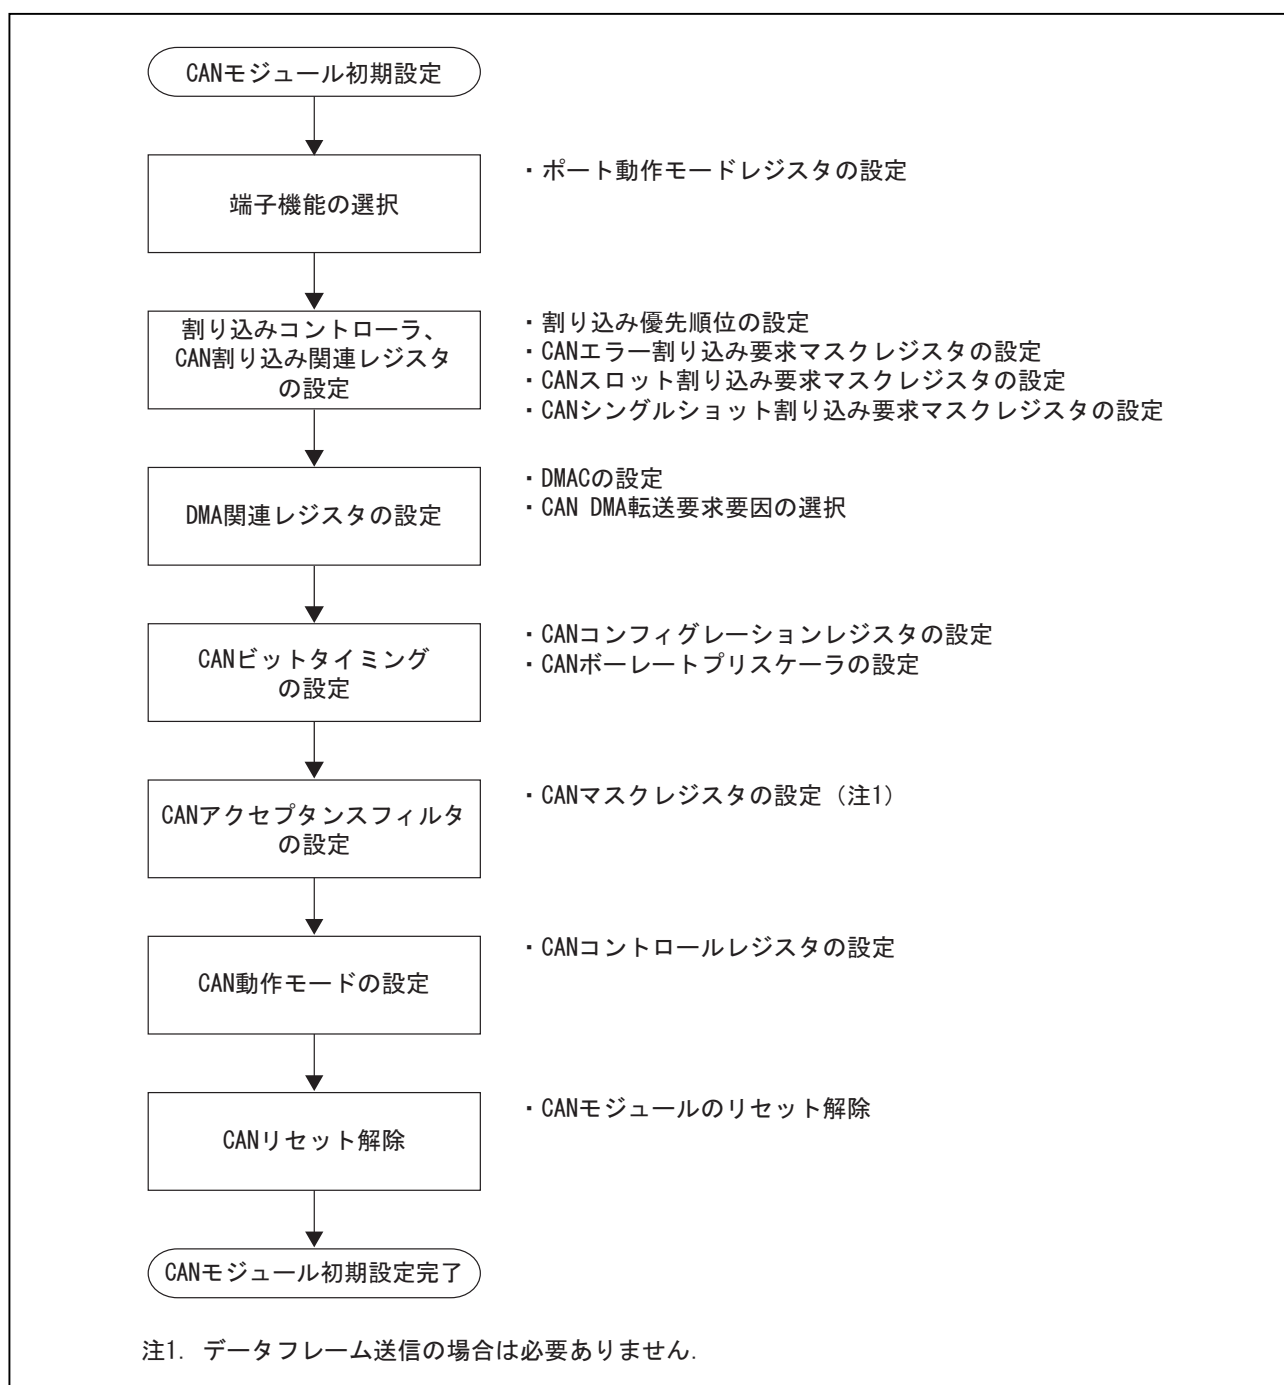 CANモジュール初期設定
端子機能の選択
・ポート動作モードレジスタの設定
割り込みコントローラ、
CAN割り込み関連レジスタ
の設定
・割り込み優先順位の設定
・CANエラー割り込み要求マスクレジスタの設定
・CANスロット割り込み要求マスクレジスタの設定
・CANシングルショット割り込み要求マスクレジスタの設定
DMA関連レジスタの設定
・DMACの設定
・CAN DMA転送要求要因の選択
CANビットタイミング
の設定
・CANコンフィグレーションレジスタの設定
・CANボーレートプリスケーラの設定
CANアクセプタンスフィルタ
の設定
・CANマスクレジスタの設定（注1）
CAN動作モードの設定
・CANコントロールレジスタの設定
CANリセット解除
・CANモジュールのリセット解除
CANモジュール初期設定完了
注1. データフレーム送信の場合は必要ありません.